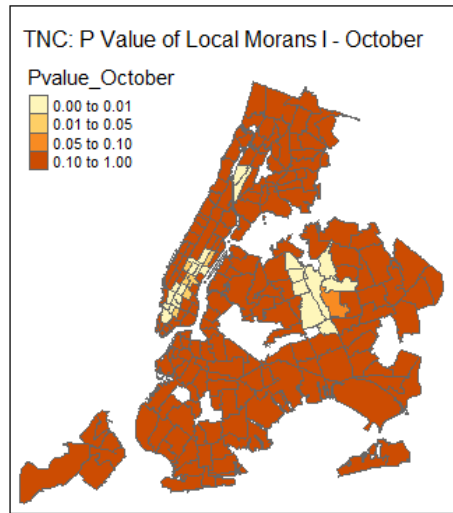 TNC: P Value of Local Morans I - October
Pvalue_October
0.00 to 0.01
0.01 to 0.05
0.05 to 0.10
0.10 to 1.00